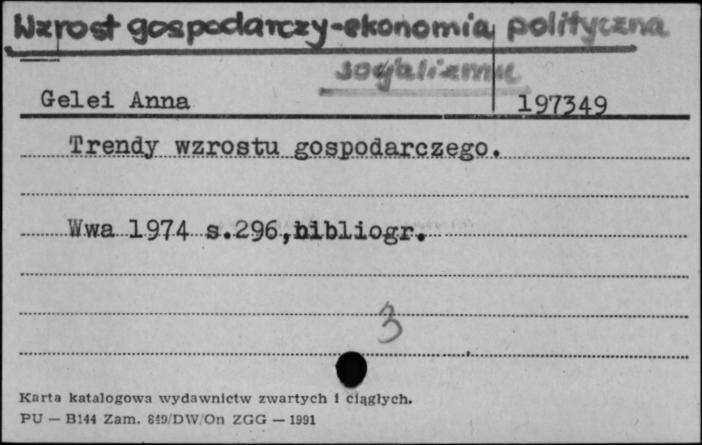 Wzrost gospodarczy-ekonomia polityczna
socjalizmu
Gelei Anna 197349
Trendy wzrostu gospodarczego.
Wwa 1974 s.296,bibliogr.
3
Karta katalogowa wydawnictw zwartych i ciągłych.
PU — B144 Zam. 849/DW/On ZGG — 1991